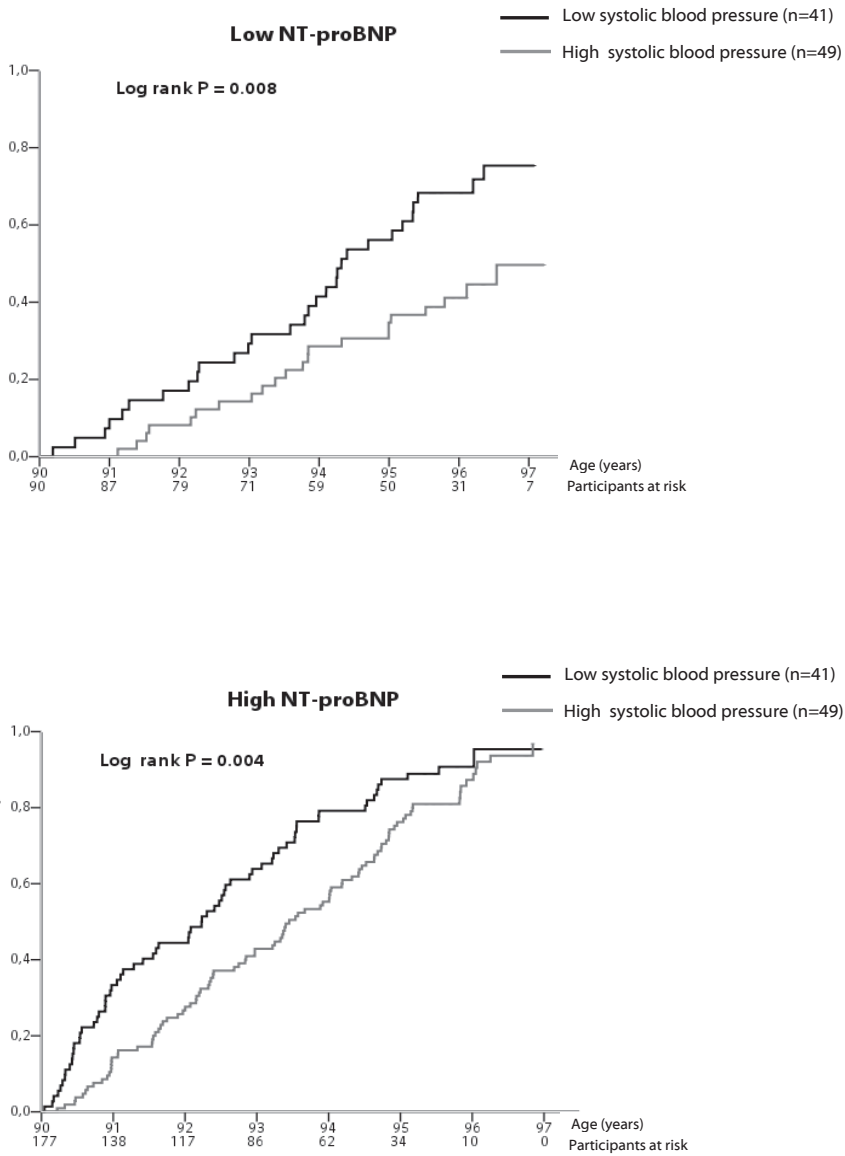 Low NT-proBNP
Low systolic blood pressure (n=41)
High systolic blood pressure (n=49)
Log rank P = 0.008
1,0
0,8
0,6
0,4
0,2
0,0
90 91 92 93 94 95 96 97 Age (years)
90 87 79 71 59 50 31 7 Participants at risk
High NT-proBNP
Low systolic blood pressure (n=41)
High systolic blood pressure (n=49)
Log rank P = 0.004
1,0
0,8
0,6
0,4
0,2
0,0
90 91 92 93 94 95 96 97 Age (years)
177 138 117 86 62 34 10 0 Participants at risk